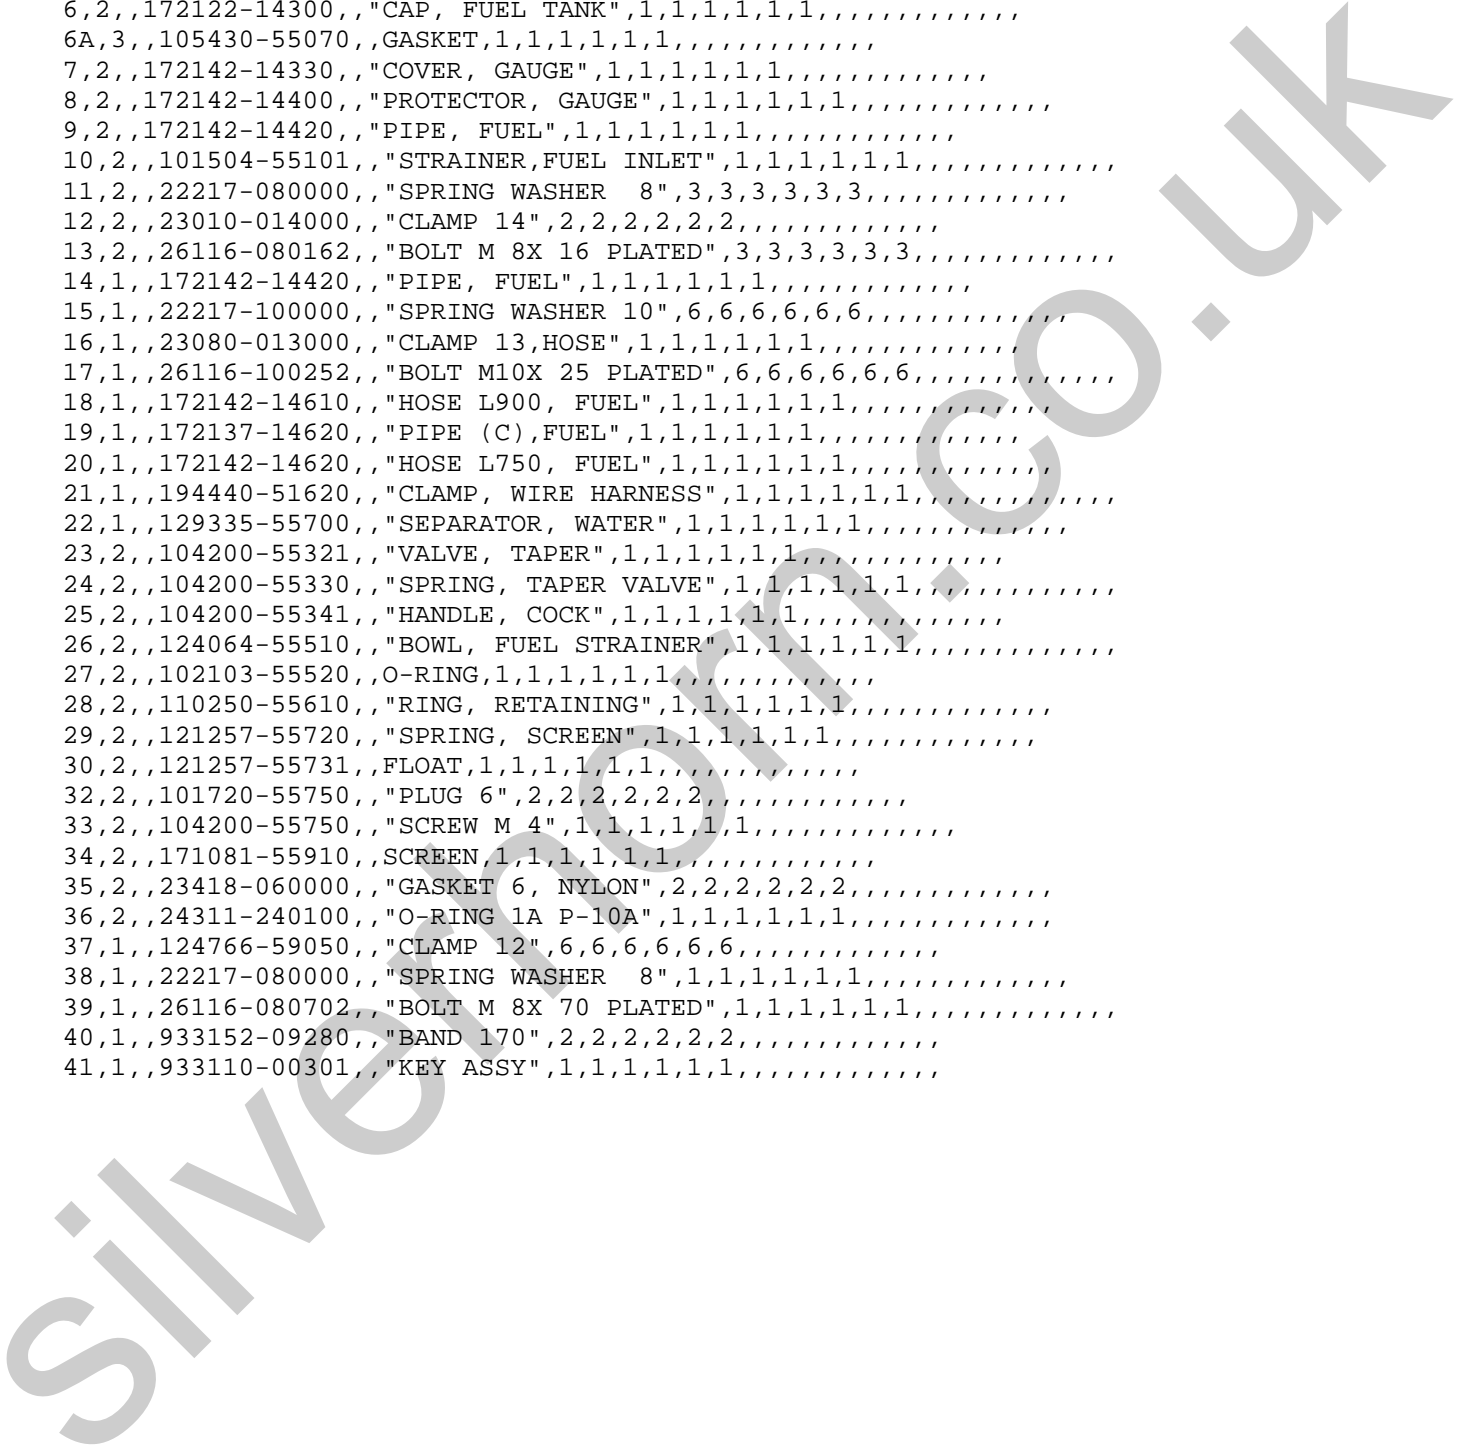 6,2,,172122-14300,,"CAP, FUEL TANK",1,1,1,1,1,1,,,,,,,,,,,,,
6A,3,,105430-55070,,GASKET,1,1,1,1,1,1,,,,,,,,,,,,,
7,2,,172142-14330,,"COVER, GAUGE",1,1,1,1,1,1,,,,,,,,,,,,,
8,2,,172142-14400,,"PROTECTOR, GAUGE",1,1,1,1,1,1,,,,,,,,,,,,,
9,2,,172142-14420,,"PIPE, FUEL",1,1,1,1,1,1,,,,,,,,,,,,,
10,2,,101504-55101,,"STRAINER,FUEL INLET",1,1,1,1,1,1,,,,,,,,,,,,,
11,2,,22217-080000,,"SPRING WASHER  8",3,3,3,3,3,3,,,,,,,,,,,,,
12,2,,23010-014000,,"CLAMP 14",2,2,2,2,2,2,,,,,,,,,,,,,
13,2,,26116-080162,,"BOLT M 8X 16 PLATED",3,3,3,3,3,3,,,,,,,,,,,,,
14,1,,172142-14420,,"PIPE, FUEL",1,1,1,1,1,1,,,,,,,,,,,,,
15,1,,22217-100000,,"SPRING WASHER 10",6,6,6,6,6,6,,,,,,,,,,,,,
16,1,,23080-013000,,"CLAMP 13,HOSE",1,1,1,1,1,1,,,,,,,,,,,,,
17,1,,26116-100252,,"BOLT M10X 25 PLATED",6,6,6,6,6,6,,,,,,,,,,,,,
18,1,,172142-14610,,"HOSE L900, FUEL",1,1,1,1,1,1,,,,,,,,,,,,,
19,1,,172137-14620,,"PIPE (C),FUEL",1,1,1,1,1,1,,,,,,,,,,,,,
20,1,,172142-14620,,"HOSE L750, FUEL",1,1,1,1,1,1,,,,,,,,,,,,,
21,1,,194440-51620,,"CLAMP, WIRE HARNESS",1,1,1,1,1,1,,,,,,,,,,,,,
22,1,,129335-55700,,"SEPARATOR, WATER",1,1,1,1,1,1,,,,,,,,,,,,,
23,2,,104200-55321,,"VALVE, TAPER",1,1,1,1,1,1,,,,,,,,,,,,,
24,2,,104200-55330,,"SPRING, TAPER VALVE",1,1,1,1,1,1,,,,,,,,,,,,,
25,2,,104200-55341,,"HANDLE, COCK",1,1,1,1,1,1,,,,,,,,,,,,,
26,2,,124064-55510,,"BOWL, FUEL STRAINER",1,1,1,1,1,1,,,,,,,,,,,,,
27,2,,102103-55520,,O-RING,1,1,1,1,1,1,,,,,,,,,,,,,
28,2,,110250-55610,,"RING, RETAINING",1,1,1,1,1,1,,,,,,,,,,,,,
29,2,,121257-55720,,"SPRING, SCREEN",1,1,1,1,1,1,,,,,,,,,,,,,
30,2,,121257-55731,,FLOAT,1,1,1,1,1,1,,,,,,,,,,,,,
32,2,,101720-55750,,"PLUG 6",2,2,2,2,2,2,,,,,,,,,,,,,
33,2,,104200-55750,,"SCREW M 4",1,1,1,1,1,1,,,,,,,,,,,,,
34,2,,171081-55910,,SCREEN,1,1,1,1,1,1,,,,,,,,,,,,,
35,2,,23418-060000,,"GASKET 6, NYLON",2,2,2,2,2,2,,,,,,,,,,,,,
36,2,,24311-240100,,"O-RING 1A P-10A",1,1,1,1,1,1,,,,,,,,,,,,,
37,1,,124766-59050,,"CLAMP 12",6,6,6,6,6,6,,,,,,,,,,,,,
38,1,,22217-080000,,"SPRING WASHER  8",1,1,1,1,1,1,,,,,,,,,,,,,
39,1,,26116-080702,,"BOLT M 8X 70 PLATED",1,1,1,1,1,1,,,,,,,,,,,,,
40,1,,933152-09280,,"BAND 170",2,2,2,2,2,2,,,,,,,,,,,,,
41,1,,933110-00301,,"KEY ASSY",1,1,1,1,1,1,,,,,,,,,,,,,
silverhorn.co.uk